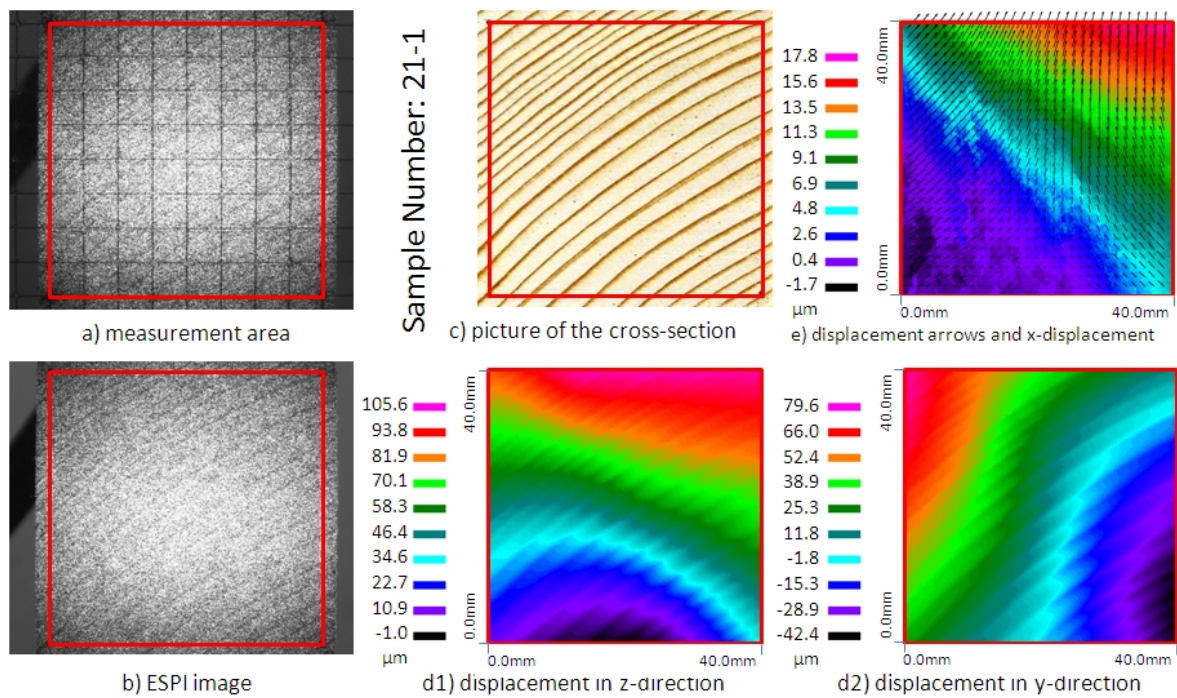 a) measurement area
Sample Number: 21-1
c) picture of the cross-section
17.8
15.6
13.5
11.3
9.1
6.9
4.8
2.6
0.4
-1.7
µm
40.0mm
0.0mm
0.0mm
40.0mm
e) displacement arrows and x-displacement
b) ESPI image
105.6
93.8
81.9
70.1
58.3
46.4
34.6
22.7
10.9
-1.0
µm
40.0mm
0.0mm
0.0mm
40.0mm
d1) displacement in z-direction
79.6
66.0
52.4
38.9
25.3
11.8
-1.8
-15.3
-28.9
-42.4
µm
40.0mm
0.0mm
0.0mm
40.0mm
d2) displacement in y-direction